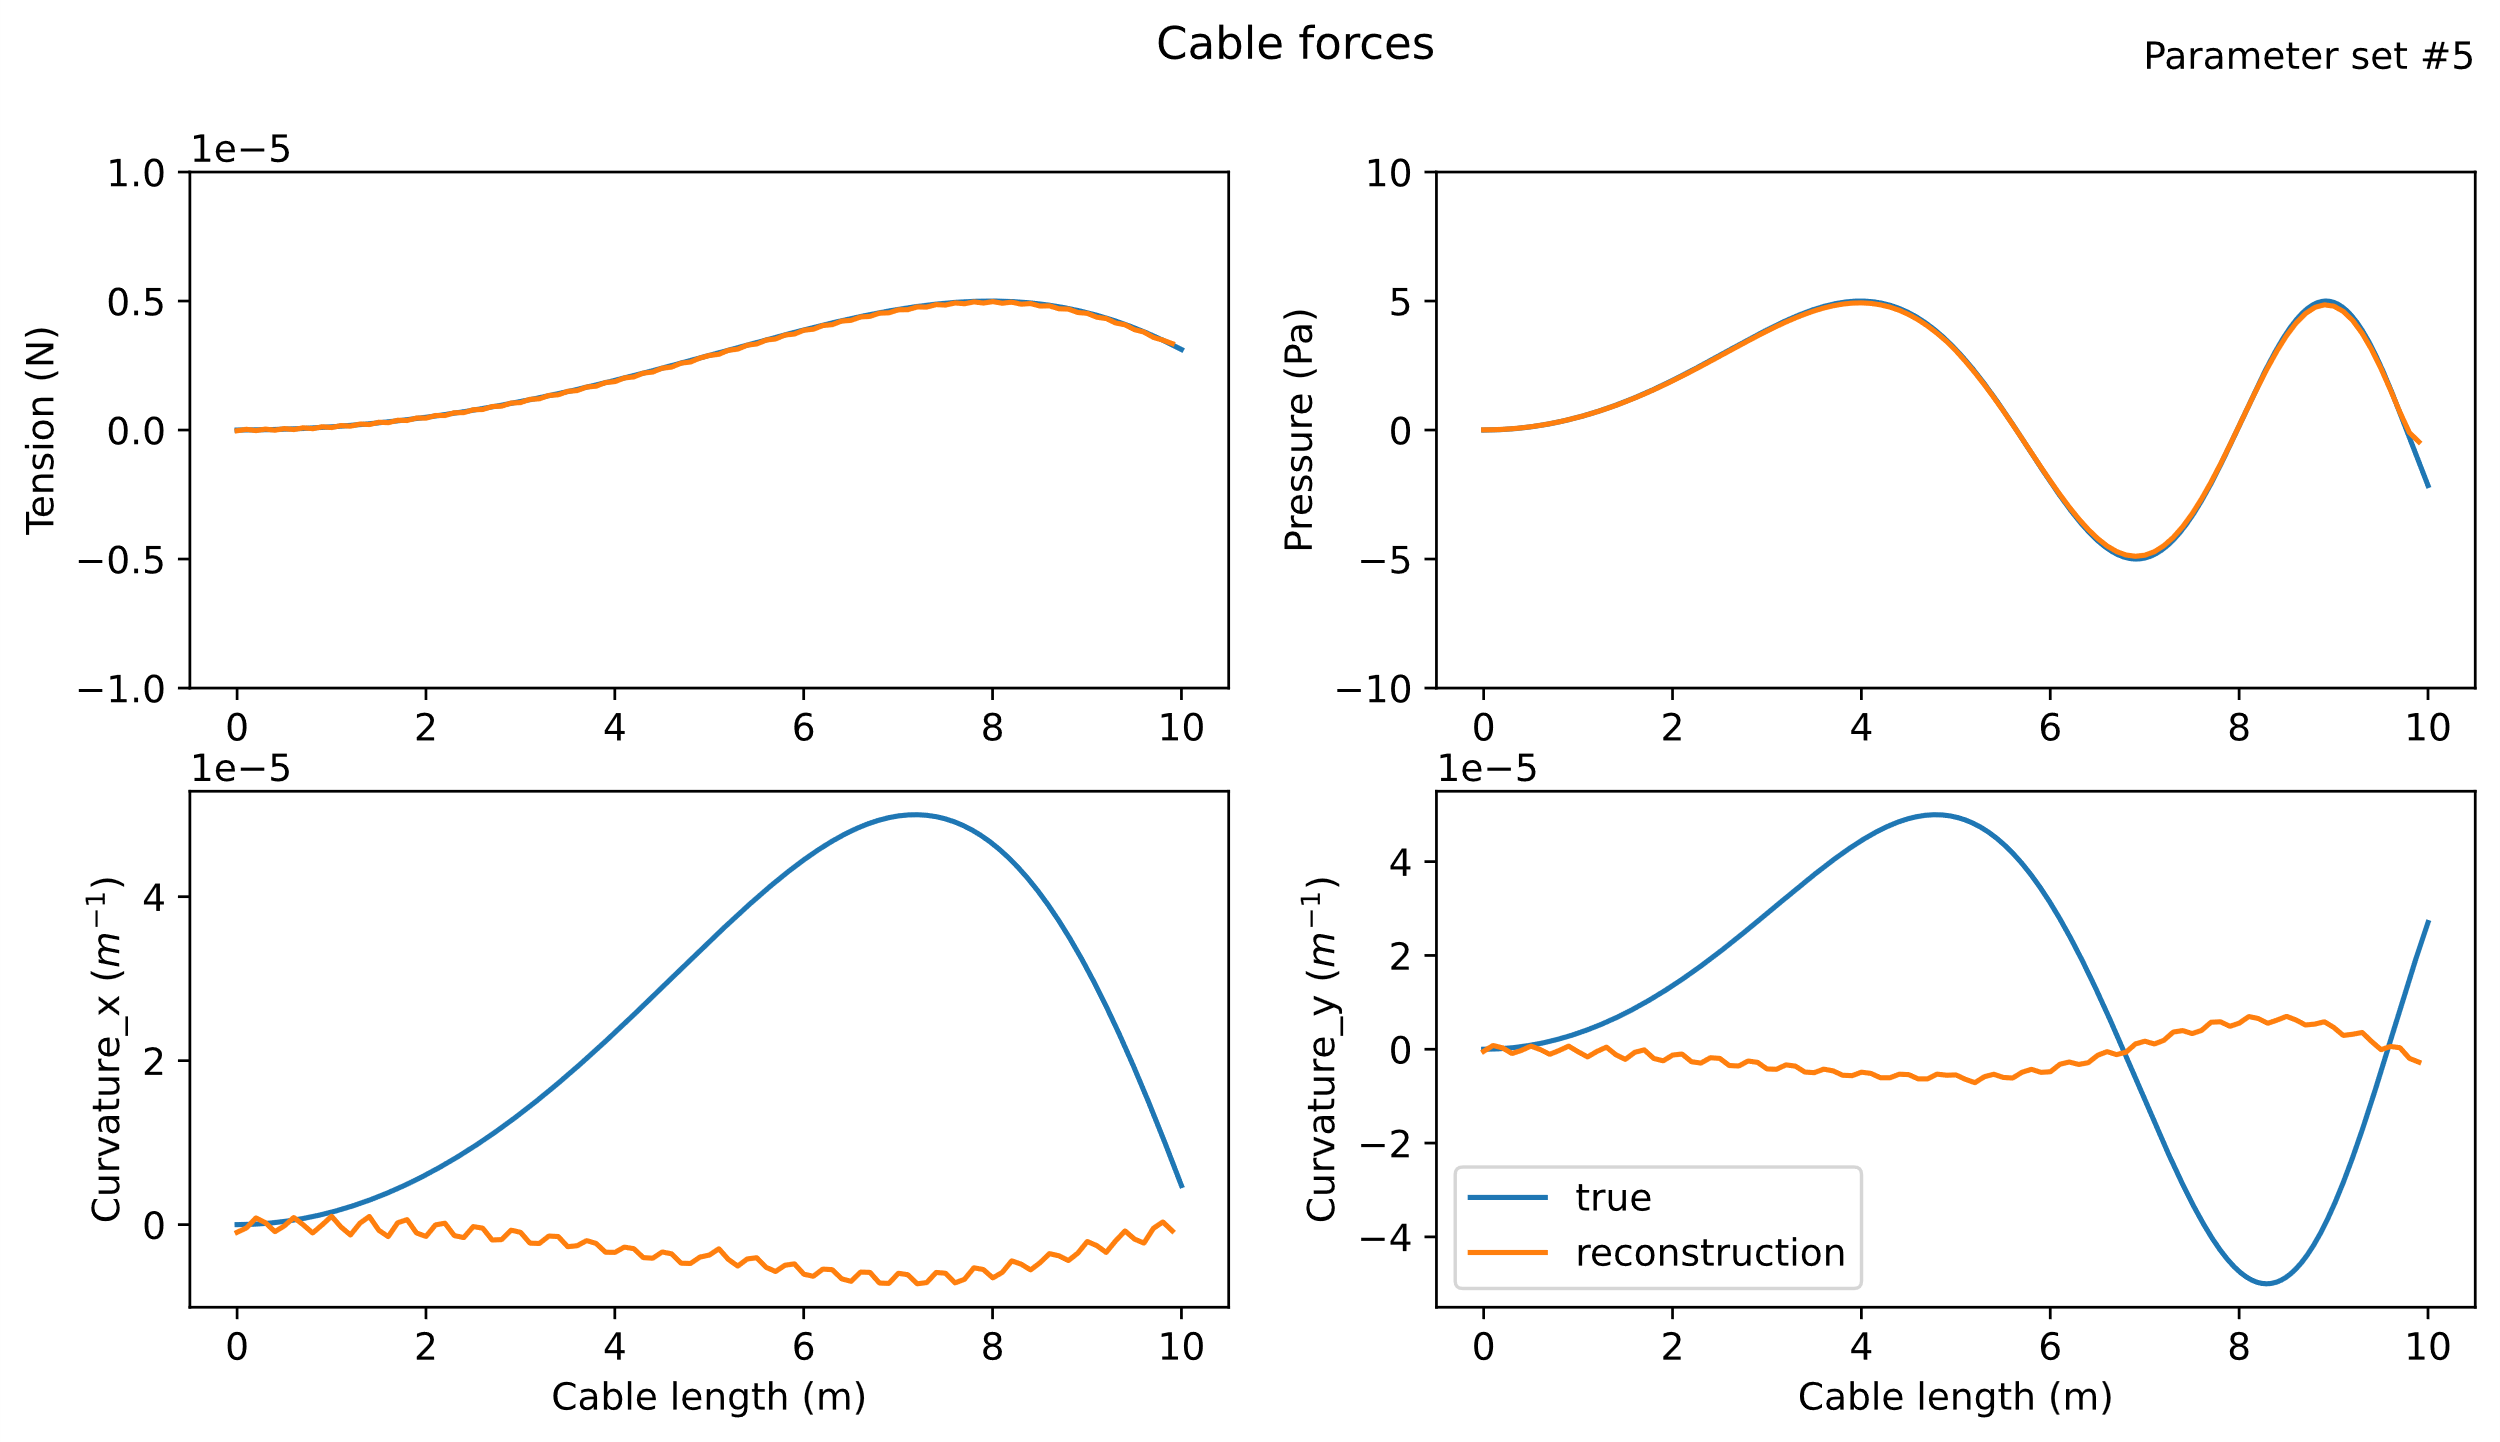 Cable forces
Parameter set #5
1e−5
1.0
0.5
0.0
−0.5
−1.0
Tension (N)
0 2 4 6 8 10
10
5
0
−5
−10
Pressure (Pa)
0 2 4 6 8 10
1e−5
4
2
0
Curvature_x (m⁻¹)
0 2 4 6 8 10
Cable length (m)
1e−5
4
2
0
−2
−4
Curvature_y (m⁻¹)
true
reconstruction
0 2 4 6 8 10
Cable length (m)